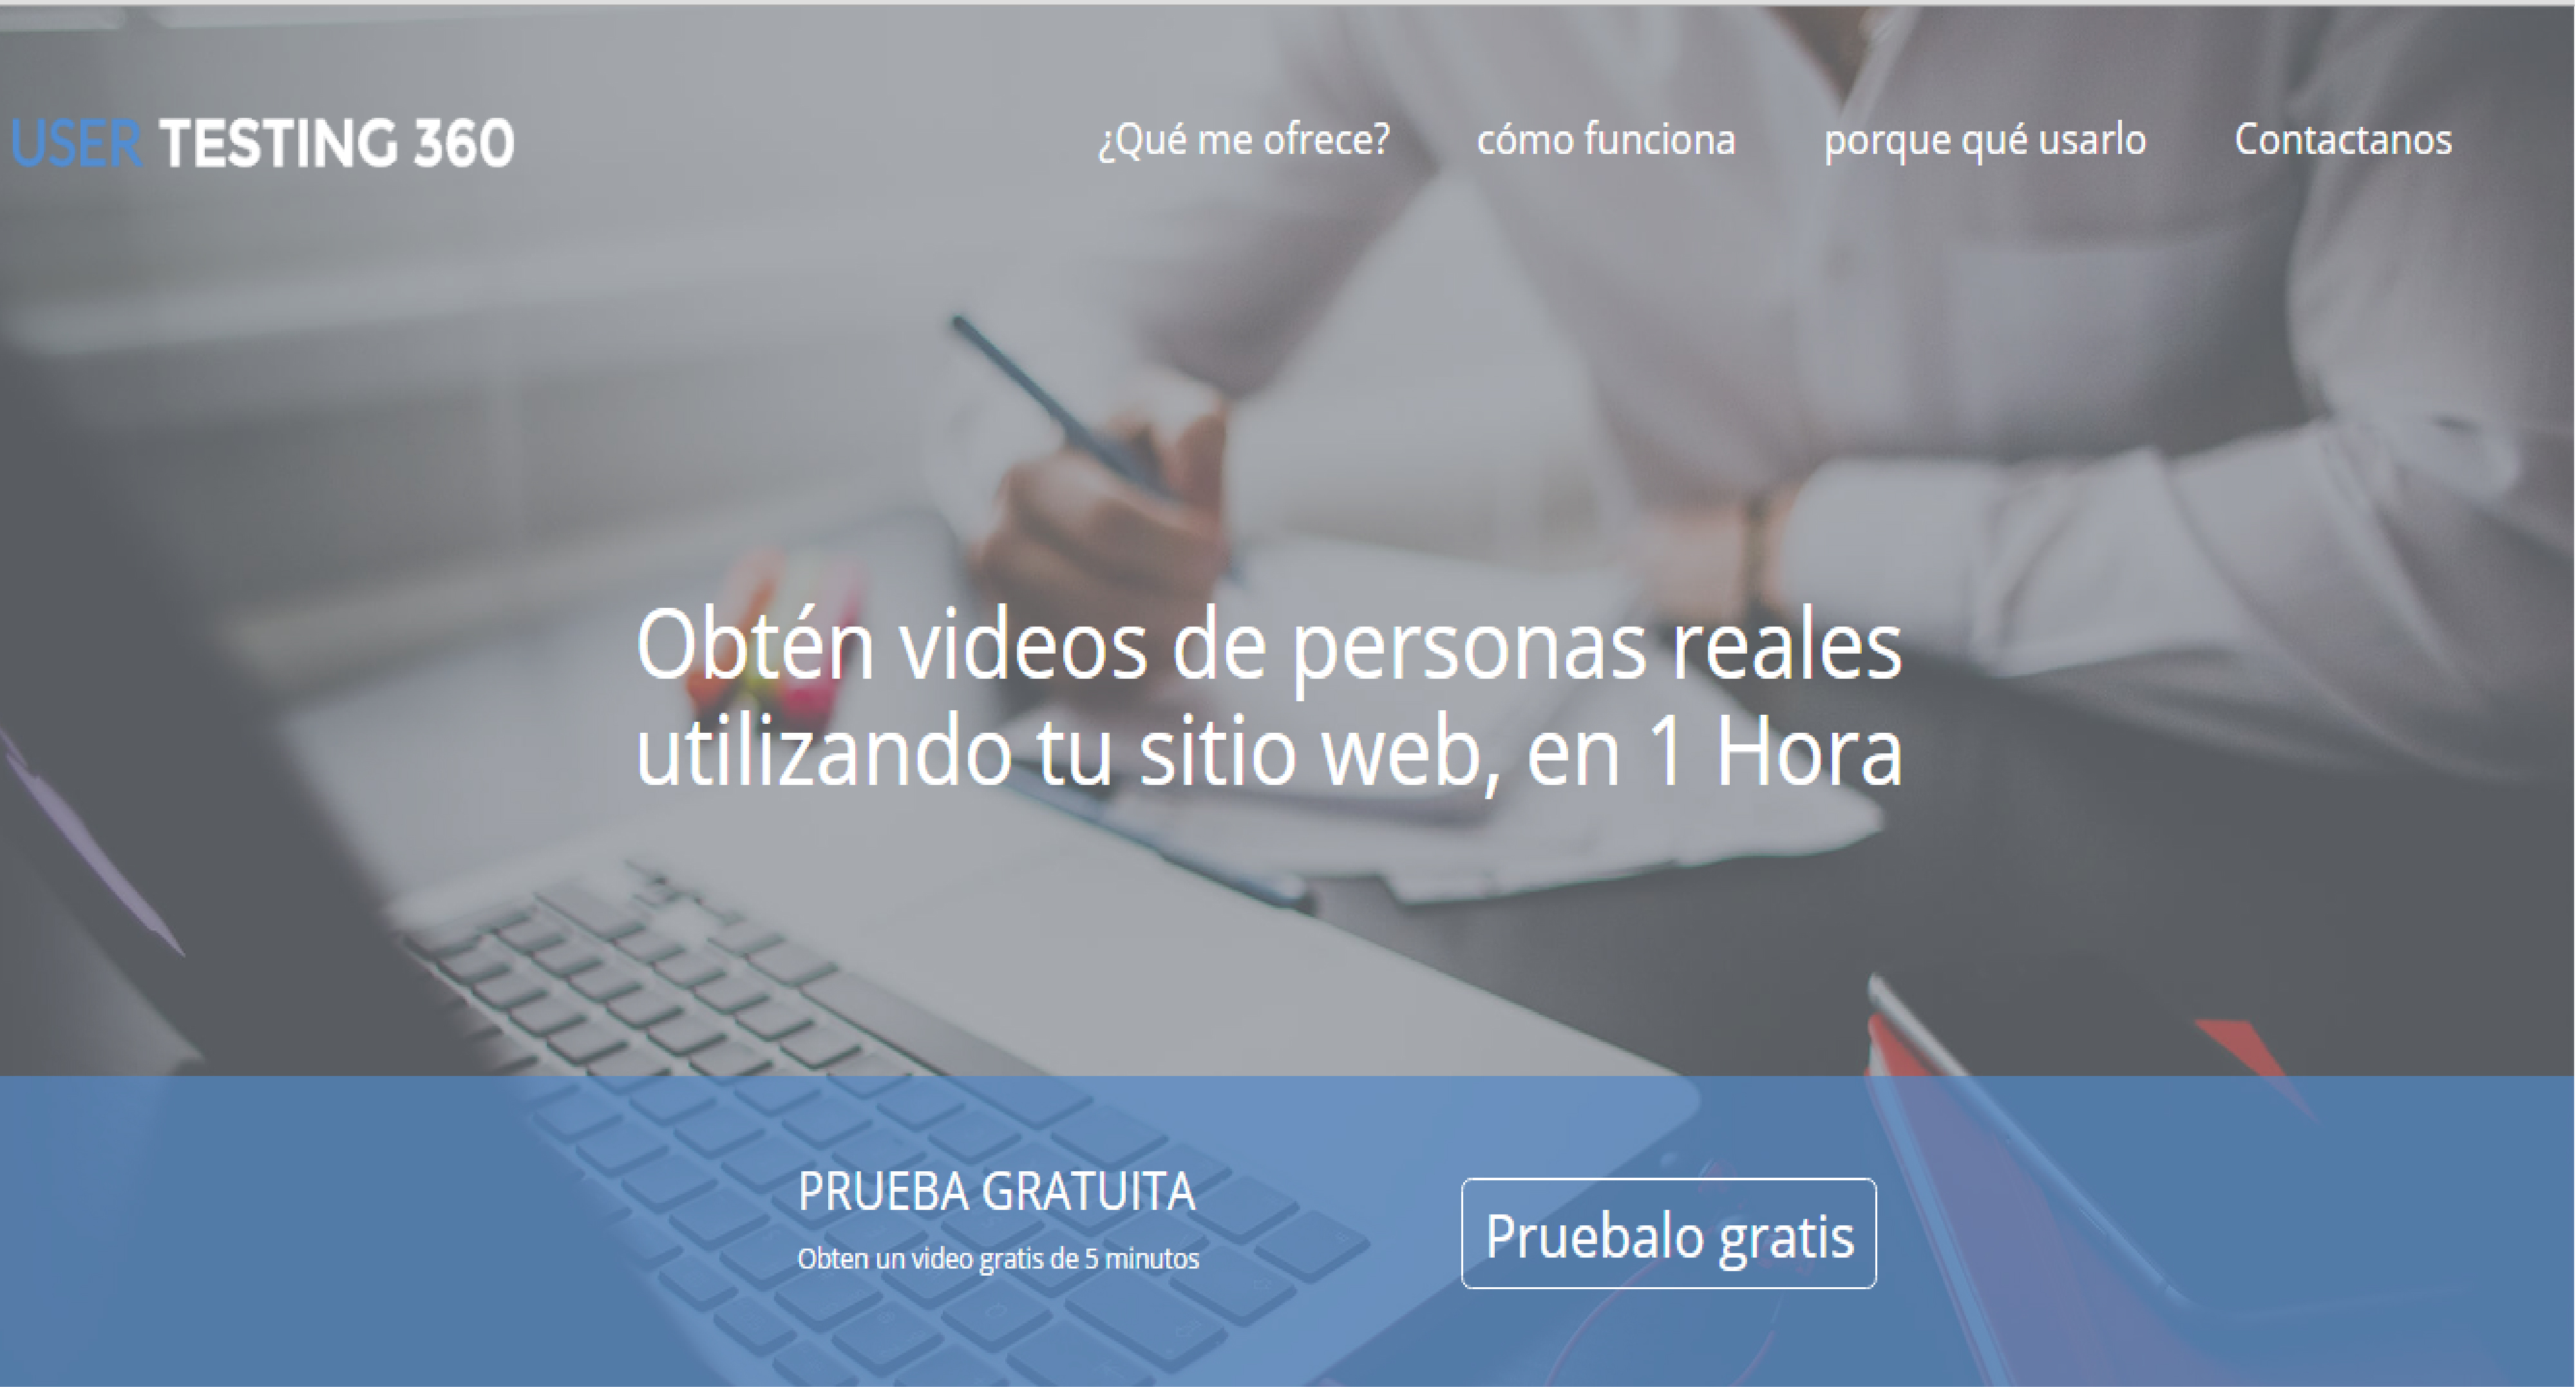 USER TESTING 360
¿Qué me ofrece?
cómo funciona
porque qué usarlo
Contactanos
Obtén videos de personas reales
utilizando tu sitio web, en 1 Hora
PRUEBA GRATUITA
Obten un video gratis de 5 minutos
Pruebalo gratis